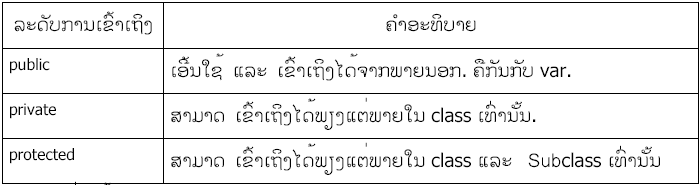 ລະດັບການເຂົ້າເຖິງ ຄຳອະທິບາຍ
public ເອີ້ນໃຊ້ ແລະ ເຂົ້າເຖິງໄດ້ຈາກພາຍນອກ. ຄືກັນກັບ var.
private ສາມາດ ເຂົ້າເຖິງໄດ້ພຽງແຕ່ພາຍໃນ class ເທົ່ານັ້ນ.
protected ສາມາດ ເຂົ້າເຖິງໄດ້ພຽງແຕ່ພາຍໃນ class ແລະ Subclass ເທົ່ານັ້ນ